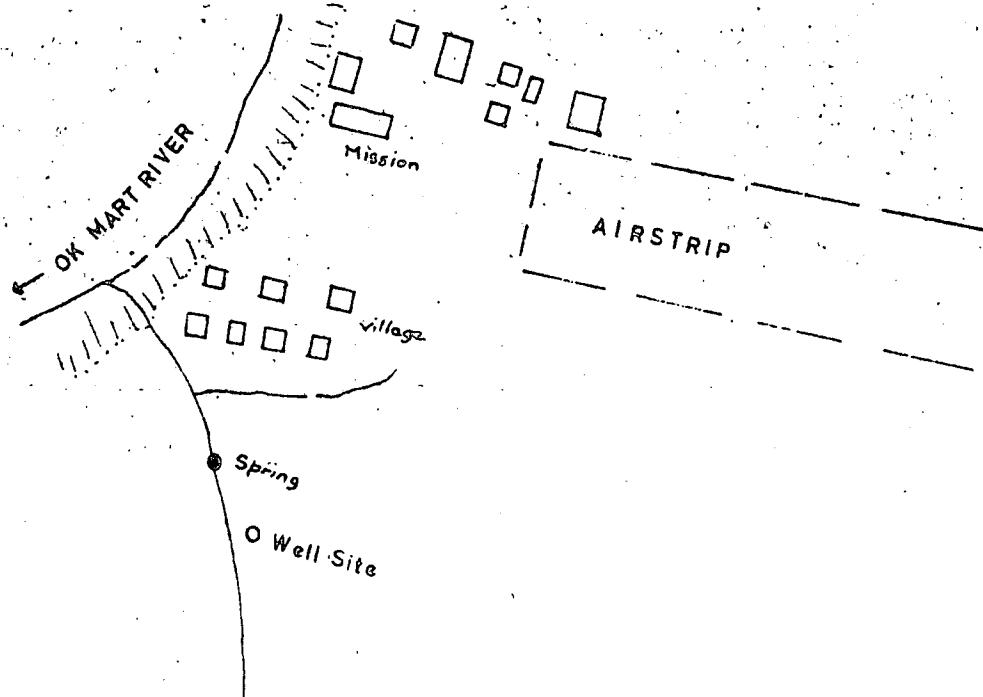 Mission
← OK MART RIVER
AIRSTRIP
village
Spring
Well Site